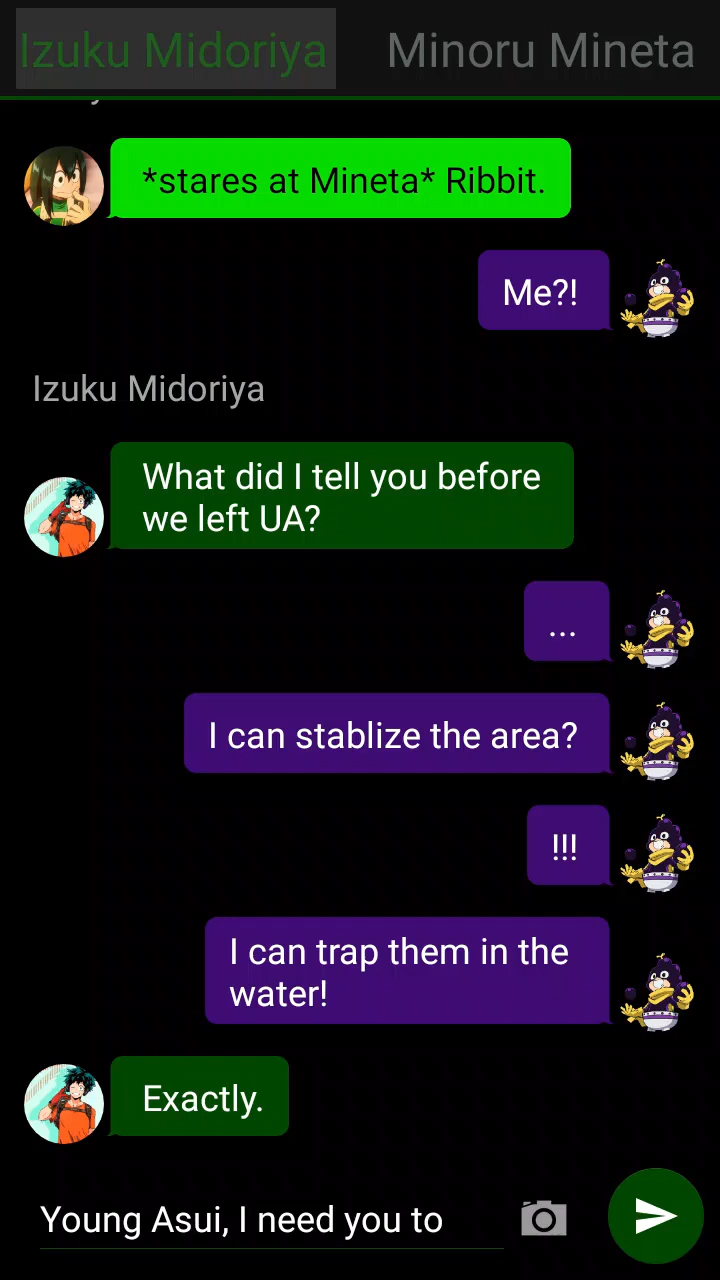 Izuku Midoriya Minoru Mineta
*stares at Mineta* Ribbit.
Me?!
Izuku Midoriya
What did I tell you before
we left UA?
...
I can stablize the area?
!!!
I can trap them in the
water!
Exactly.
Young Asui, I need you to